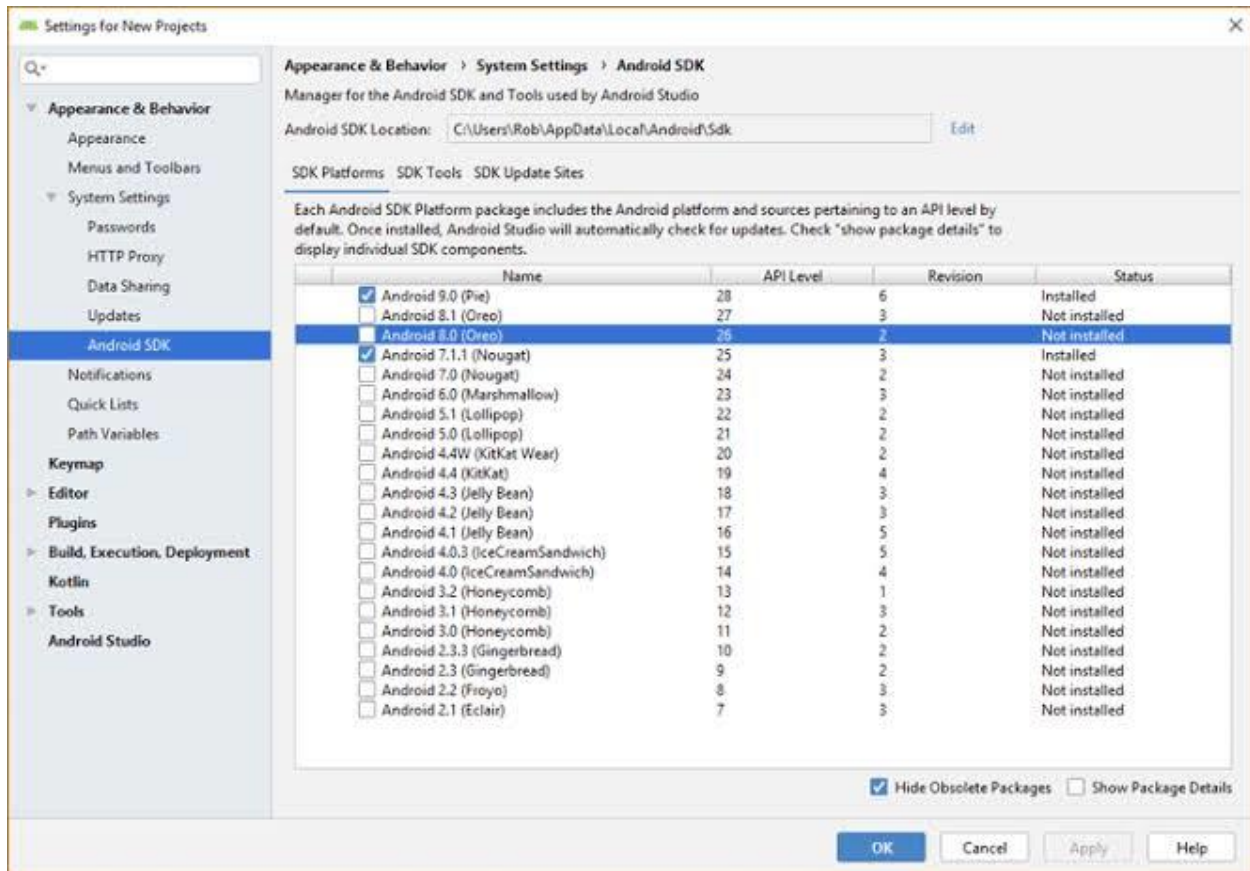 Settings for New Projects
Appearance & Behavior
Appearance
Menus and Toolbars
System Settings
Passwords
HTTP Proxy
Data Sharing
Updates
Android SDK
Notifications
Quick Lists
Path Variables
Keymap
Editor
Plugins
Build, Execution, Deployment
Kotlin
Tools
Android Studio
Appearance & Behavior › System Settings › Android SDK
Manager for the Android SDK and Tools used by Android Studio
Android SDK Location: C:\Users\Rob\AppData\Local\Android\Sdk Edit
SDK Platforms SDK Tools SDK Update Sites
Each Android SDK Platform package includes the Android platform and sources pertaining to an API level by
default. Once installed, Android Studio will automatically check for updates. Check "show package details" to
display individual SDK components.
Name API Level Revision Status
Android 9.0 (Pie) 28 6 Installed
Android 8.1 (Oreo) 27 3 Not installed
Android 8.0 (Oreo) 26 2 Not installed
Android 7.1.1 (Nougat) 25 3 Installed
Android 7.0 (Nougat) 24 2 Not installed
Android 6.0 (Marshmallow) 23 3 Not installed
Android 5.1 (Lollipop) 22 2 Not installed
Android 5.0 (Lollipop) 21 2 Not installed
Android 4.4W (KitKat Wear) 20 2 Not installed
Android 4.4 (KitKat) 19 4 Not installed
Android 4.3 (Jelly Bean) 18 3 Not installed
Android 4.2 (Jelly Bean) 17 3 Not installed
Android 4.1 (Jelly Bean) 16 5 Not installed
Android 4.0.3 (IceCreamSandwich) 15 5 Not installed
Android 4.0 (IceCreamSandwich) 14 4 Not installed
Android 3.2 (Honeycomb) 13 1 Not installed
Android 3.1 (Honeycomb) 12 3 Not installed
Android 3.0 (Honeycomb) 11 2 Not installed
Android 2.3.3 (Gingerbread) 10 2 Not installed
Android 2.3 (Gingerbread) 9 2 Not installed
Android 2.2 (Froyo) 8 3 Not installed
Android 2.1 (Eclair) 7 3 Not installed
Hide Obsolete Packages Show Package Details
OK Cancel Apply Help